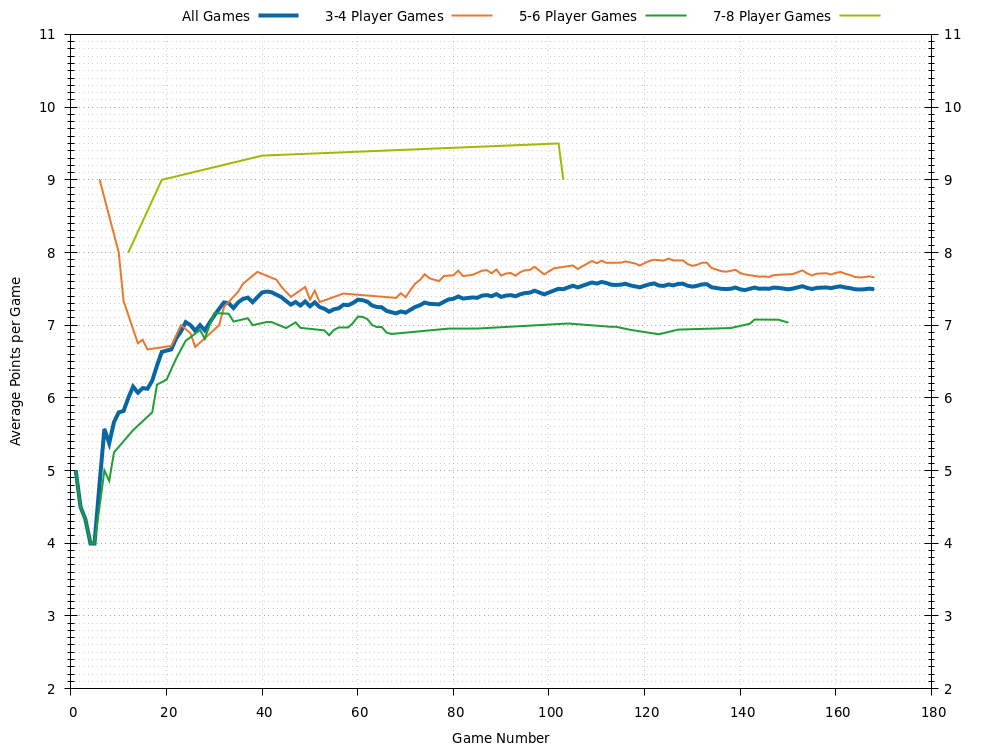 All Games 3-4 Player Games 5-6 Player Games 7-8 Player Games
11 11
10 10
9 9
8 8
7 7
6 6
5 5
4 4
3 3
2 2
Average Points per Game
0 20 40 60 80 100 120 140 160 180
Game Number